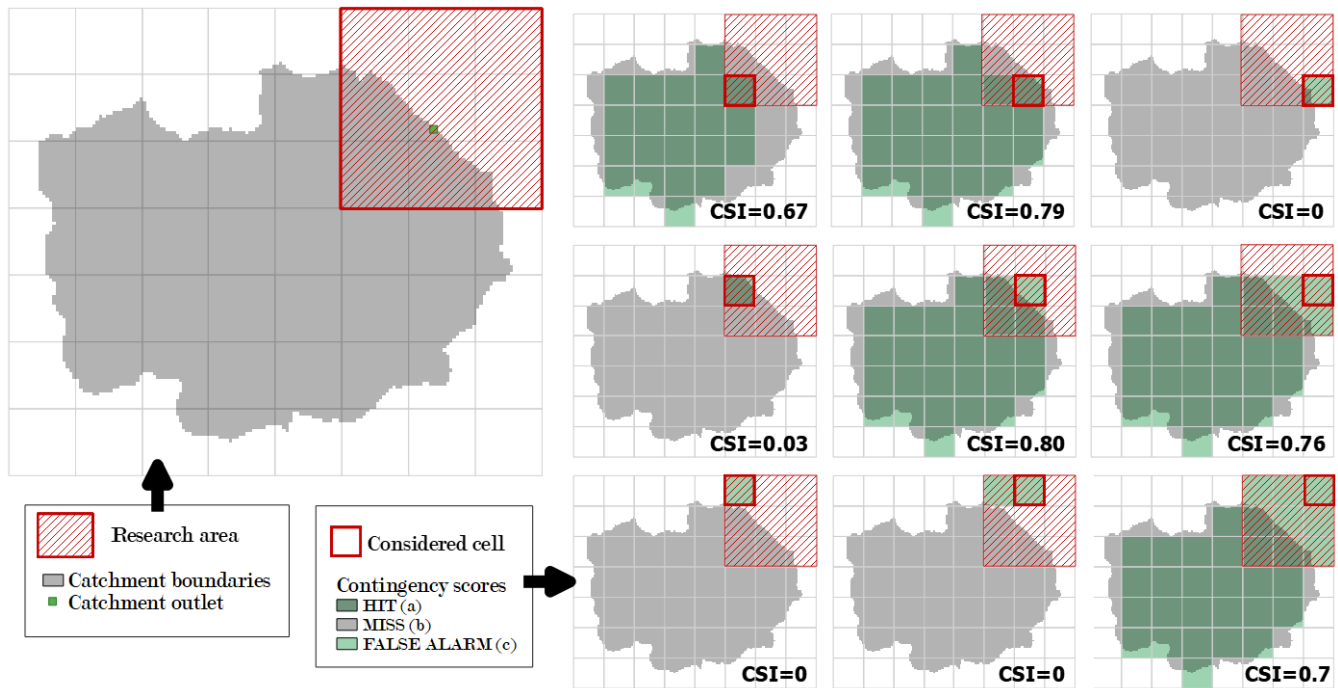 CSI=0.67
CSI=0.79
CSI=0
CSI=0.03
CSI=0.80
CSI=0.76
Research area
Catchment boundaries
Catchment outlet
Considered cell
Contingency scores
HIT (a)
MISS (b)
FALSE ALARM (c)
CSI=0
CSI=0
CSI=0.7